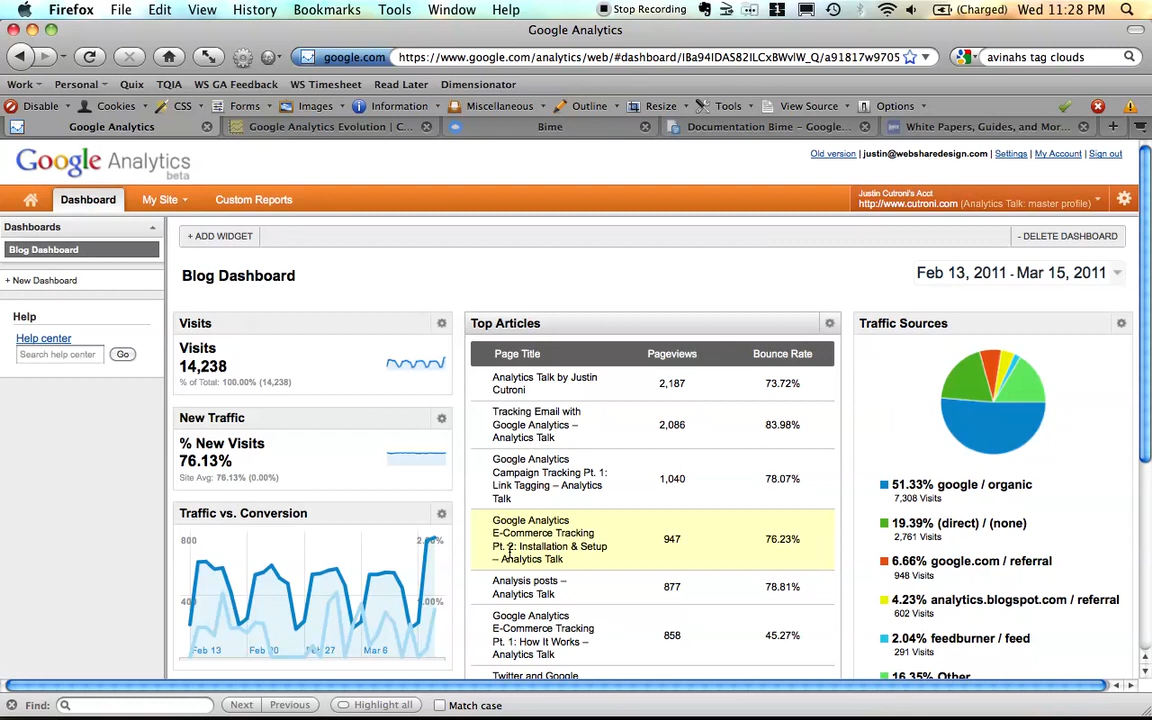 Firefox File Edit View History Bookmarks Tools Window Help Stop Recording (Charged) Wed 11:28 PM
Google Analytics
google.com https://www.google.com/analytics/web/#dashboard/IBa94IDAS82ILCxBWvlW_Q/a91817w9705 avinahs tag clouds
Work Personal Quix TQIA WS GA Feedback WS Timesheet Read Later Dimensionator
Disable Cookies CSS Forms Images Information Miscellaneous Outline Resize Tools View Source Options
Google Analytics Google Analytics Evolution | C... Bime Documentation Bime – Google... White Papers, Guides, and Mor...
Google Analytics
beta
Old version | justin@websharedesign.com | Settings | My Account | Sign out
Dashboard My Site Custom Reports
Justin Cutroni's Acct
http://www.cutroni.com (Analytics Talk: master profile)
Dashboards
Blog Dashboard
+ New Dashboard
Help
Help center
Search help center Go
+ ADD WIDGET
- DELETE DASHBOARD
Blog Dashboard
Feb 13, 2011 - Mar 15, 2011
Visits
Visits
14,238
% of Total: 100.00% (14,238)
New Traffic
% New Visits
76.13%
Site Avg: 76.13% (0.00%)
Traffic vs. Conversion
800
2.00%
400
1.00%
Feb 13 Feb 20 Feb 27 Mar 6
Top Articles
Page Title Pageviews Bounce Rate
Analytics Talk by Justin
Cutroni
2,187 73.72%
Tracking Email with
Google Analytics –
Analytics Talk
2,086 83.98%
Google Analytics
Campaign Tracking Pt. 1:
Link Tagging – Analytics
Talk
1,040 78.07%
Google Analytics
E-Commerce Tracking
Pt. 2: Installation & Setup
– Analytics Talk
947 76.23%
Analysis posts –
Analytics Talk
877 78.81%
Google Analytics
E-Commerce Tracking
Pt. 1: How It Works –
Analytics Talk
858 45.27%
Twitter and Google
Traffic Sources
51.33% google / organic
7,308 Visits
19.39% (direct) / (none)
2,761 Visits
6.66% google.com / referral
948 Visits
4.23% analytics.blogspot.com / referral
602 Visits
2.04% feedburner / feed
291 Visits
16.35% Other
Find: Next Previous Highlight all Match case